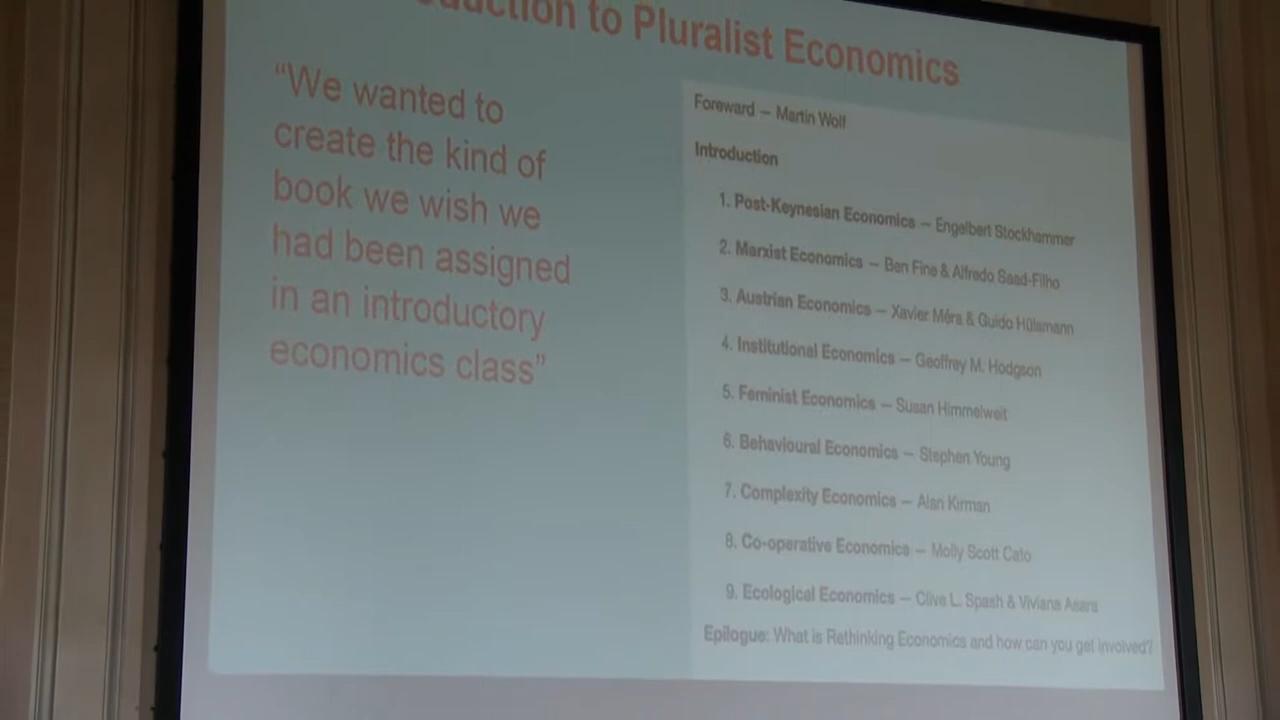 duction to Pluralist Economics
“We wanted to
create the kind of
book we wish we
had been assigned
in an introductory
economics class”
Foreward – Martin Wolf
Introduction
1. Post-Keynesian Economics – Engelbert Stockhammer
2. Marxist Economics – Ben Fine & Alfredo Saad-Filho
3. Austrian Economics – Xavier Méra & Guido Hülsmann
4. Institutional Economics – Geoffrey M. Hodgson
5. Feminist Economics – Susan Himmelweit
6. Behavioural Economics – Stephen Young
7. Complexity Economics – Alan Kirman
8. Co-operative Economics – Molly Scott Cato
9. Ecological Economics – Clive L. Spash & Viviana Asara
Epilogue: What is Rethinking Economics and how can you get involved?